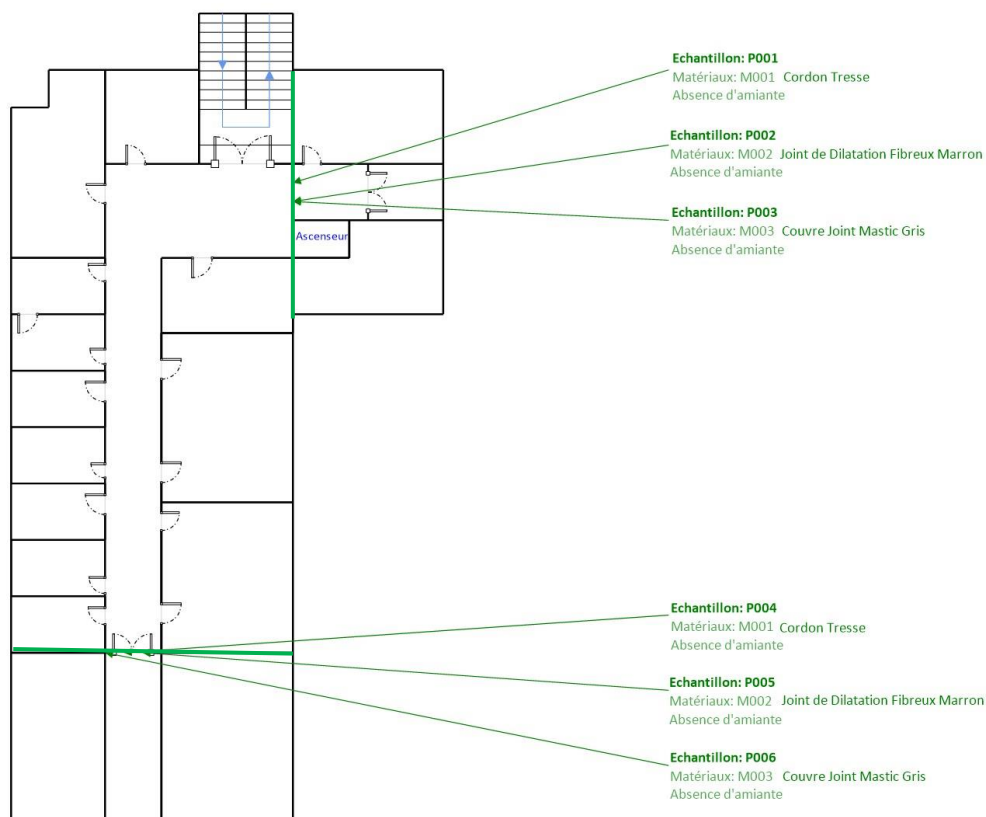 Echantillon: P001
Matériaux: M001 Cordon Tresse
Absence d'amiante
Echantillon: P002
Matériaux: M002 Joint de Dilatation Fibreux Marron
Absence d'amiante
Echantillon: P003
Matériaux: M003 Couvre Joint Mastic Gris
Absence d'amiante
Ascenseur
Echantillon: P004
Matériaux: M001 Cordon Tresse
Absence d'amiante
Echantillon: P005
Matériaux: M002 Joint de Dilatation Fibreux Marron
Absence d'amiante
Echantillon: P006
Matériaux: M003 Couvre Joint Mastic Gris
Absence d'amiante